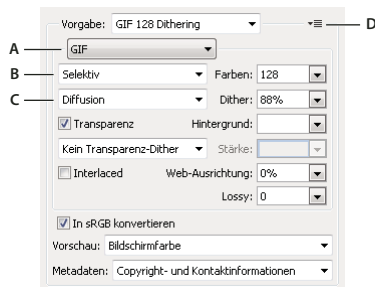 Vorgabe: GIF 128 Dithering D
A GIF
B Selektiv Farben: 128
C Diffusion Dither: 88%
Transparenz Hintergrund:
Kein Transparenz-Dither Stärke:
Interlaced Web-Ausrichtung: 0%
Lossy: 0
In sRGB konvertieren
Vorschau: Bildschirmfarbe
Metadaten: Copyright- und Kontaktinformationen